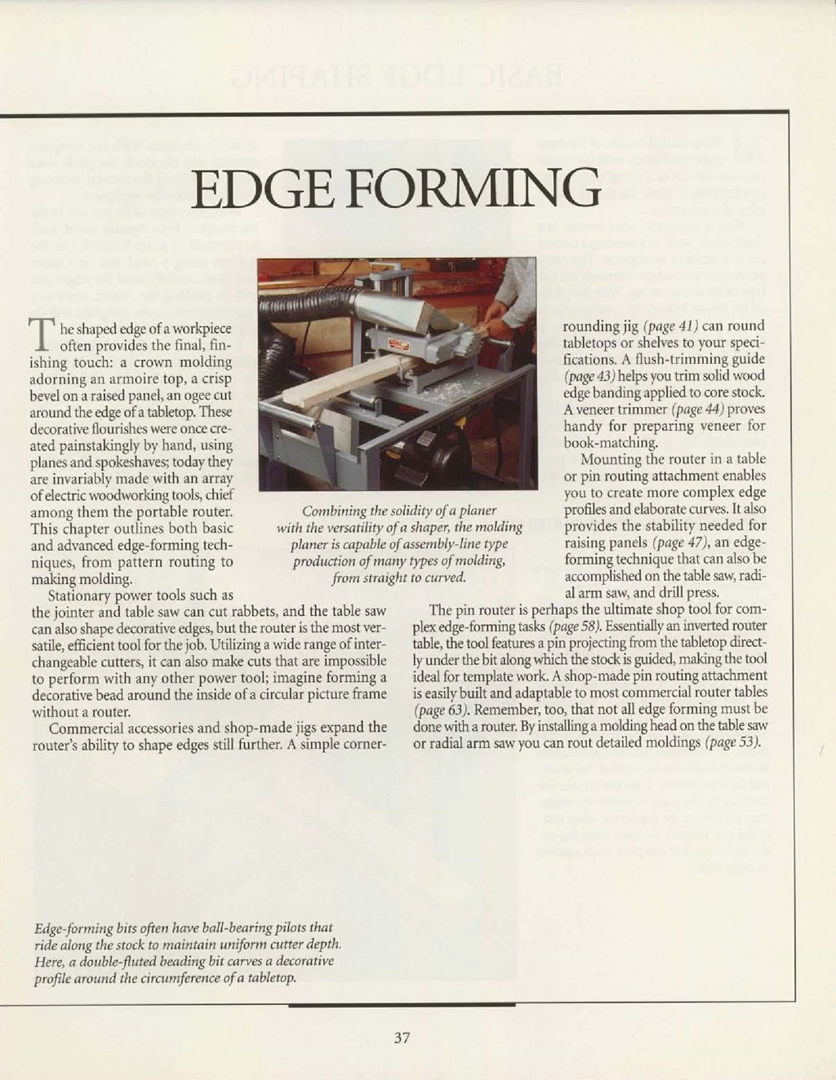 EDGE FORMING
The shaped edge of a workpiece
often provides the final, fin-
ishing touch: a crown molding
adorning an armoire top, a crisp
bevel on a raised panel, an ogee cut
around the edge of a tabletop. These
decorative flourishes were once cre-
ated painstakingly by hand, using
planes and spokeshaves; today they
are invariably made with an array
of electric woodworking tools, chief
among them the portable router.
This chapter outlines both basic
and advanced edge-forming tech-
niques, from pattern routing to
making molding.
Stationary power tools such as
the jointer and table saw can cut rabbets, and the table saw
can also shape decorative edges, but the router is the most ver-
satile, efficient tool for the job. Utilizing a wide range of inter-
changeable cutters, it can also make cuts that are impossible
to perform with any other power tool; imagine forming a
decorative bead around the inside of a circular picture frame
without a router.
Commercial accessories and shop-made jigs expand the
router's ability to shape edges still further. A simple corner-
Combining the solidity of a planer
with the versatility of a shaper, the molding
planer is capable of assembly-line type
production of many types of molding,
from straight to curved.
rounding jig (page 41) can round
tabletops or shelves to your speci-
fications. A flush-trimming guide
(page 43) helps you trim solid wood
edge banding applied to core stock.
A veneer trimmer (page 44) proves
handy for preparing veneer for
book-matching.
Mounting the router in a table
or pin routing attachment enables
you to create more complex edge
profiles and elaborate curves. It also
provides the stability needed for
raising panels (page 47), an edge-
forming technique that can also be
accomplished on the table saw, radi-
al arm saw, and drill press.
The pin router is perhaps the ultimate shop tool for com-
plex edge-forming tasks (page 58). Essentially an inverted router
table, the tool features a pin projecting from the tabletop direct-
ly under the bit along which the stock is guided, making the tool
ideal for template work. A shop-made pin routing attachment
is easily built and adaptable to most commercial router tables
(page 63). Remember, too, that not all edge forming must be
done with a router. By installing a molding head on the table saw
or radial arm saw you can rout detailed moldings (page 53).
Edge-forming bits often have ball-bearing pilots that
ride along the stock to maintain uniform cutter depth.
Here, a double-fluted beading bit carves a decorative
profile around the circumference of a tabletop.
37